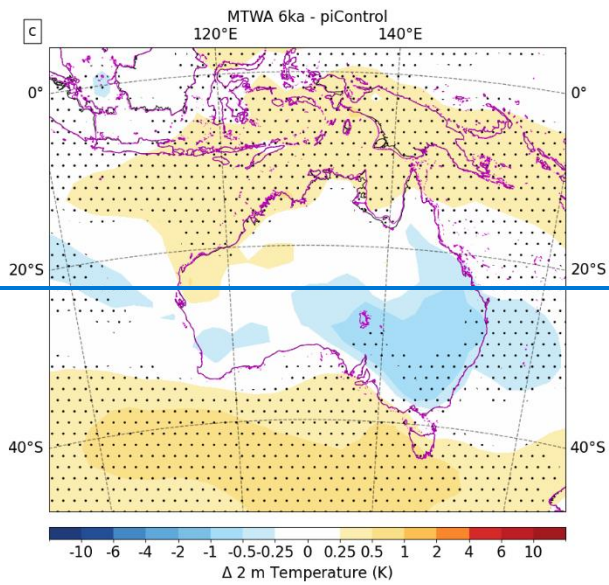 MTWA 6ka - piControl
c
120°E 140°E
0°
0°
20°S
20°S
40°S
40°S
-10 -6 -4 -2 -1 -0.5 -0.25 0 0.25 0.5 1 2 4 6 10
Δ 2 m Temperature (K)